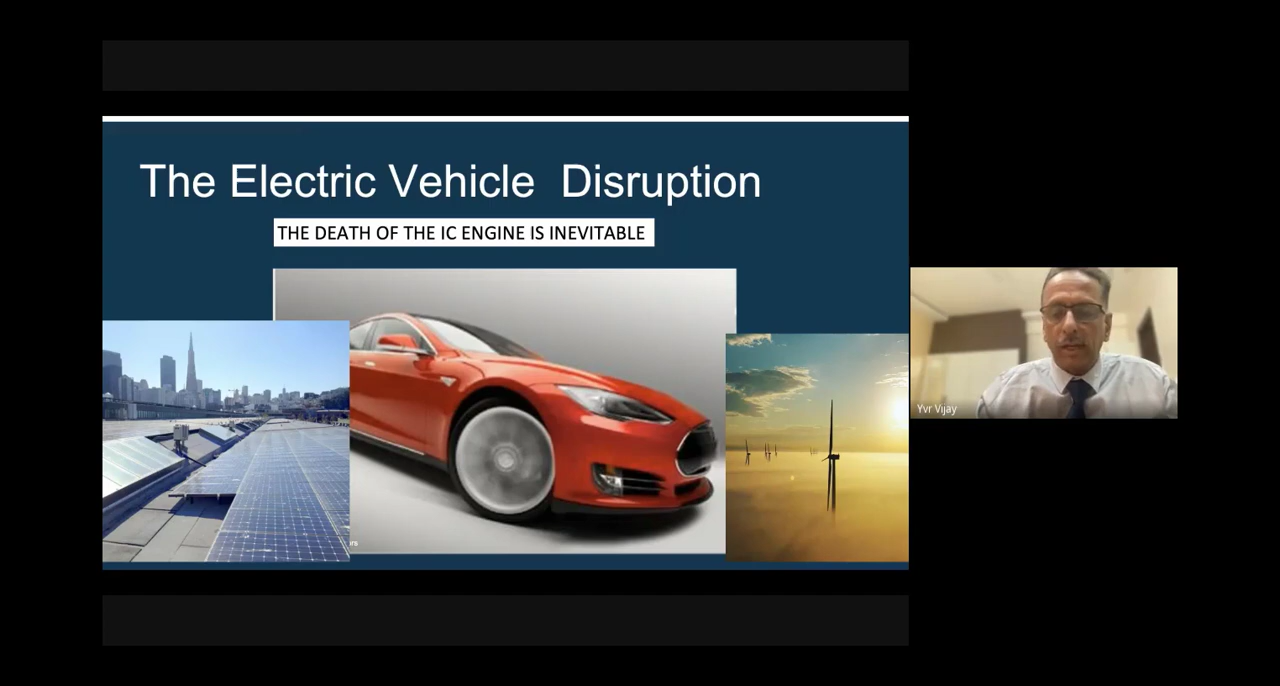 The Electric Vehicle Disruption
THE DEATH OF THE IC ENGINE IS INEVITABLE
Yvr Vijay